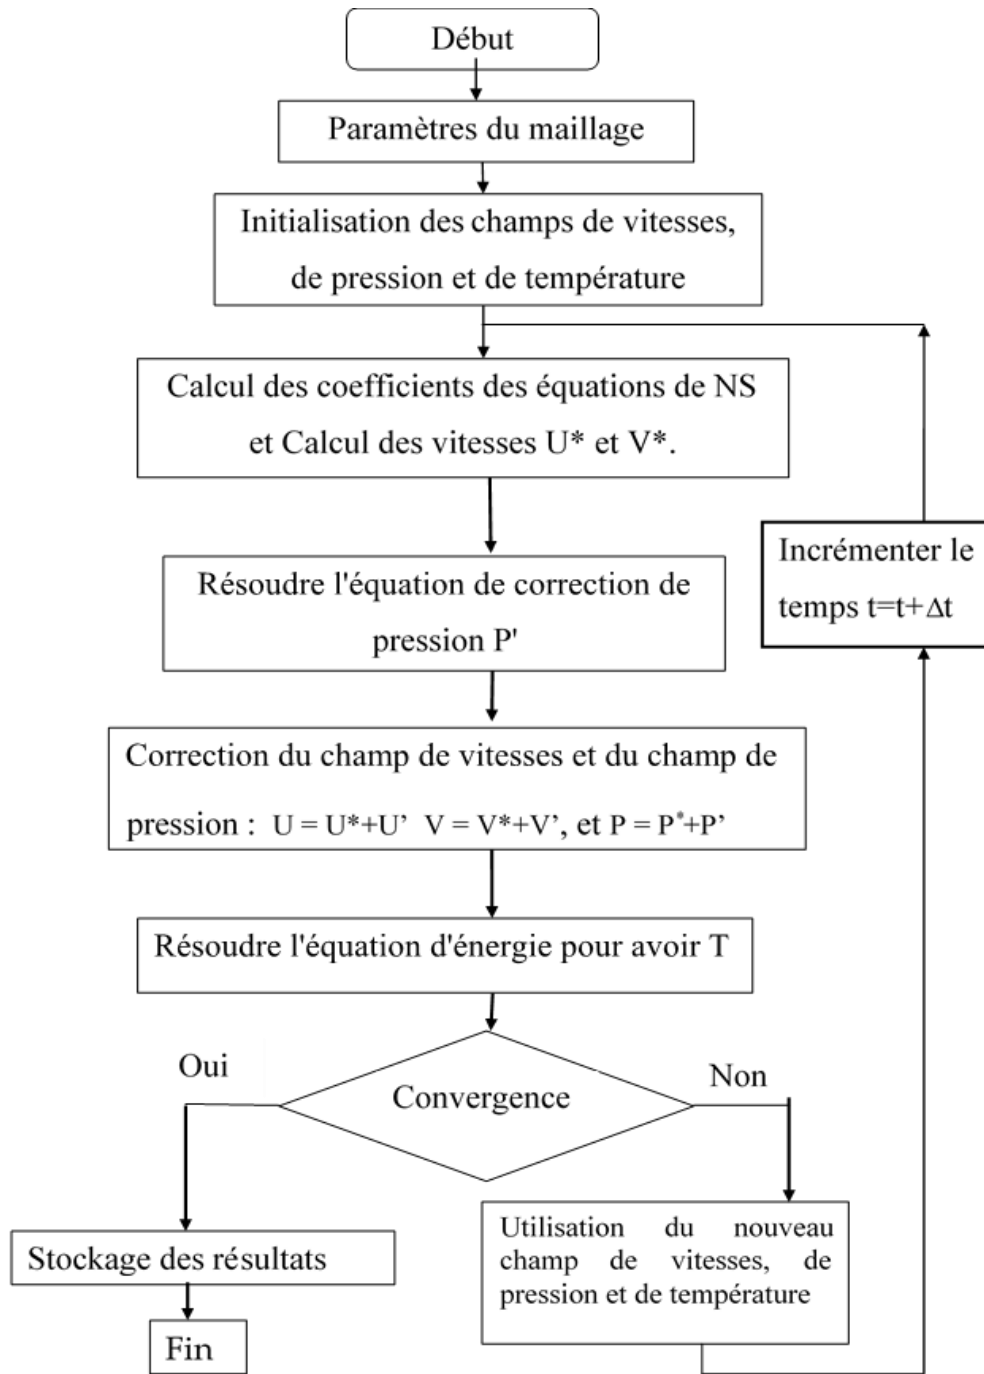 Début
Paramètres du maillage
Initialisation des champs de vitesses,
de pression et de température
Calcul des coefficients des équations de NS
et Calcul des vitesses U* et V*.
Incrémenter le
temps t=t+Δt
Résoudre l'équation de correction de
pression P'
Correction du champ de vitesses et du champ de
pression : U = U*+U’ V = V*+V’, et P = P*+P’
Résoudre l'équation d'énergie pour avoir T
Oui
Non
Convergence
Utilisation du nouveau
champ de vitesses, de
pression et de température
Stockage des résultats
Fin